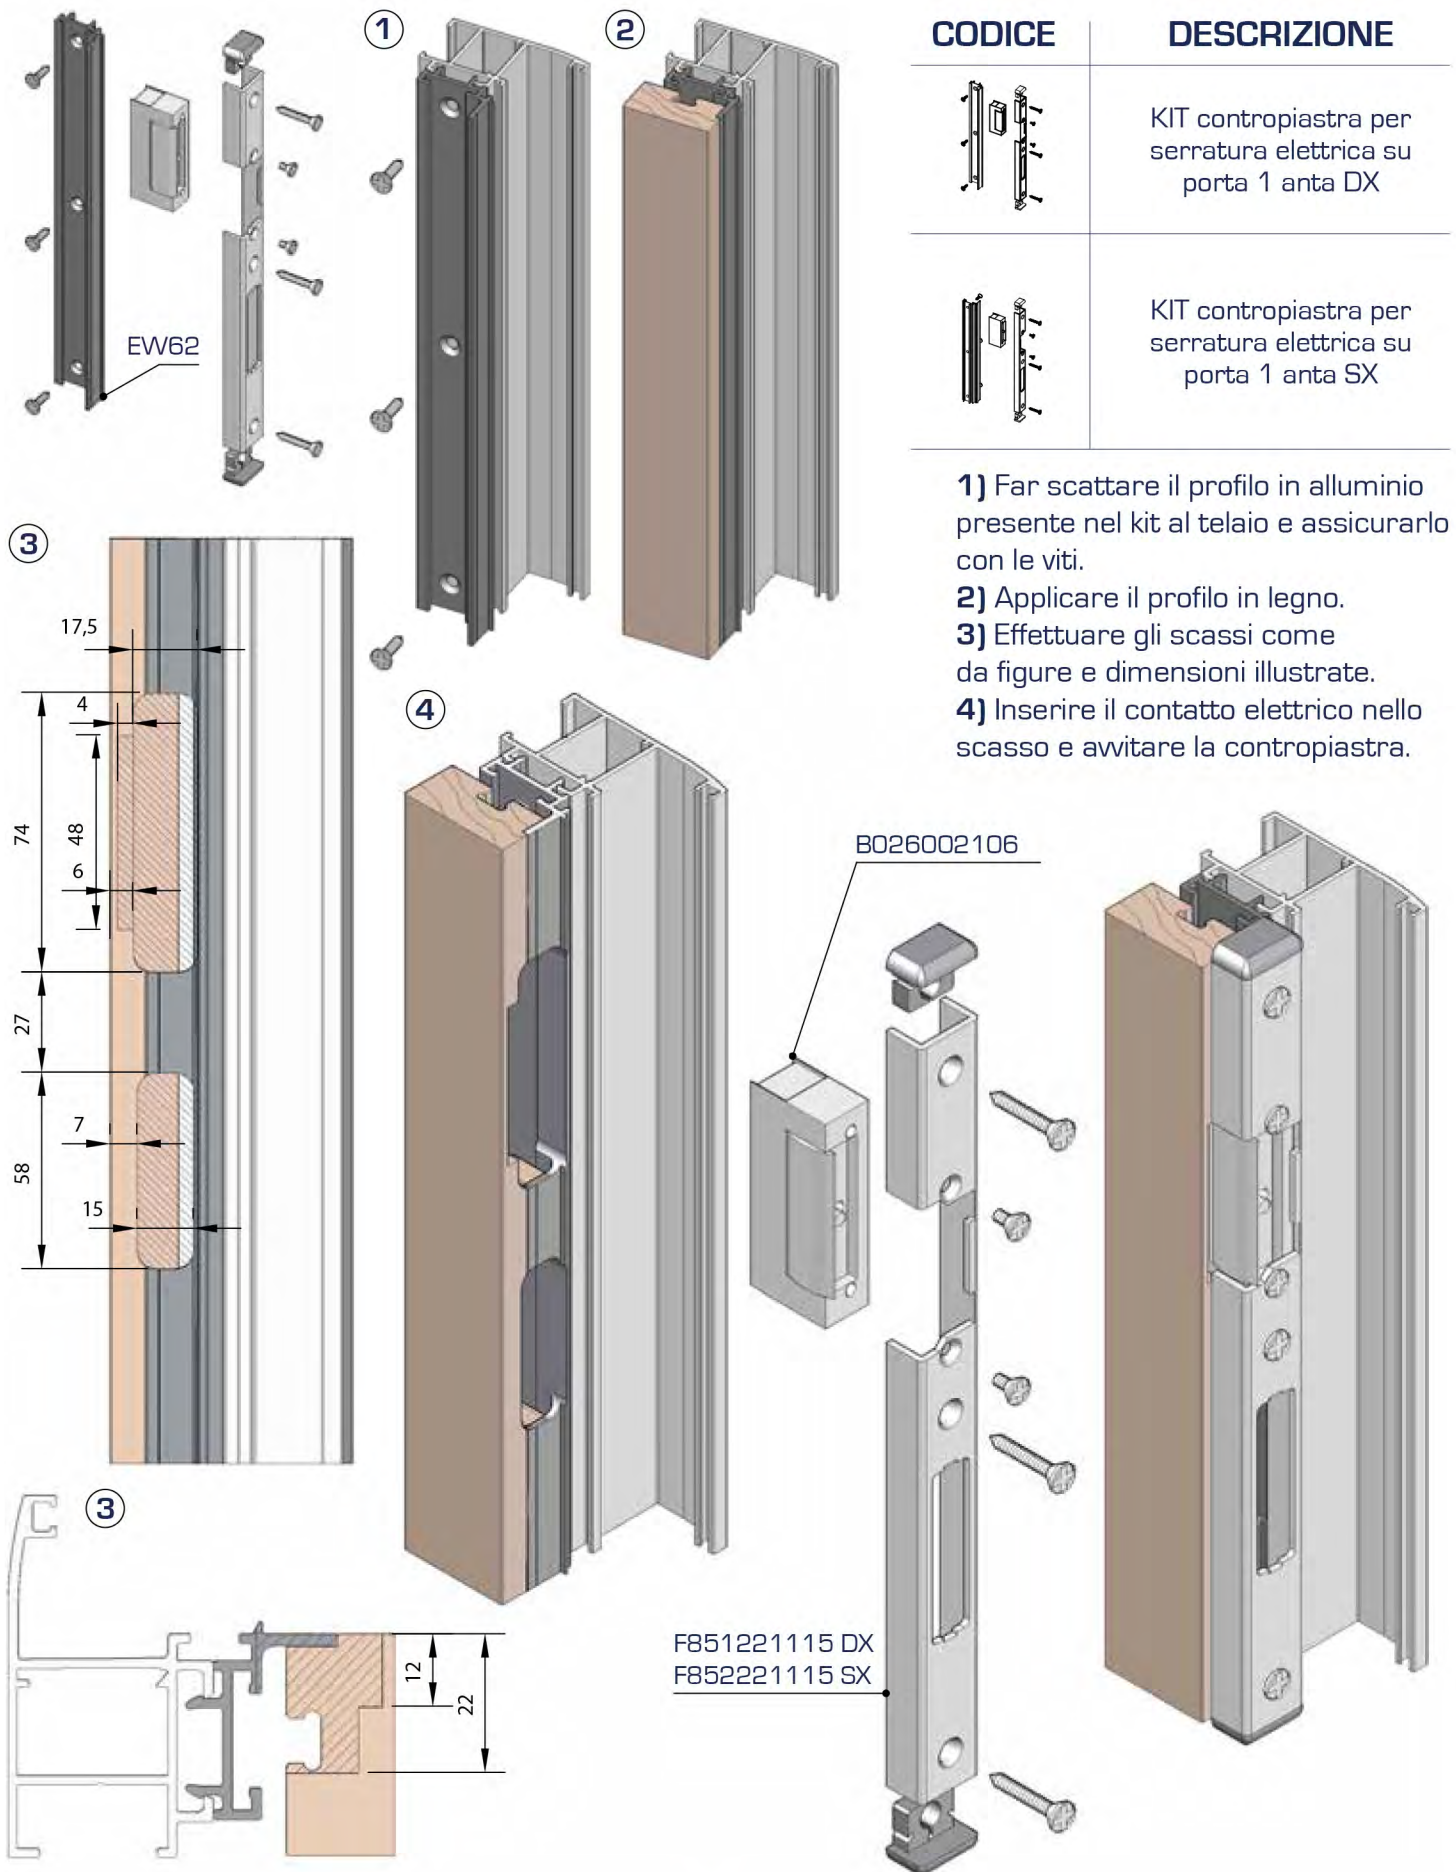 1
2
CODICE
DESCRIZIONE
KIT contropiastra per
serratura elettrica su
porta 1 anta DX
EW62
KIT contropiastra per
serratura elettrica su
porta 1 anta SX
1) Far scattare il profilo in alluminio
presente nel kit al telaio e assicurarlo
con le viti.
2) Applicare il profilo in legno.
3) Effettuare gli scassi come
da figure e dimensioni illustrate.
4) Inserire il contatto elettrico nello
scasso e avvitare la contropiastra.
3
17,5
4
74
48
6
27
7
58
15
4
B026002106
F851221115 DX
F852221115 SX
3
12
22